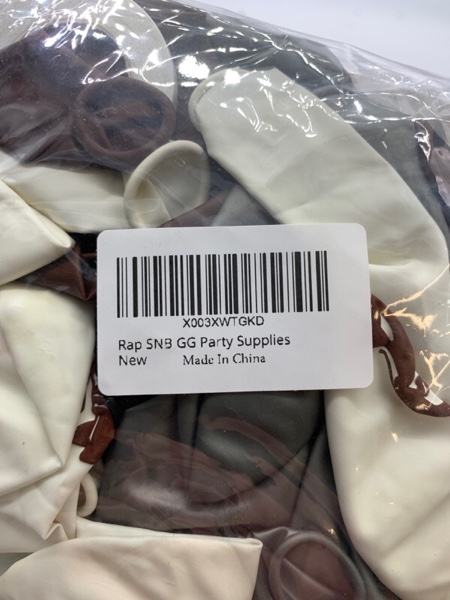 X003XWTGKD
Rap SNB GG Party Supplies
New Made In China